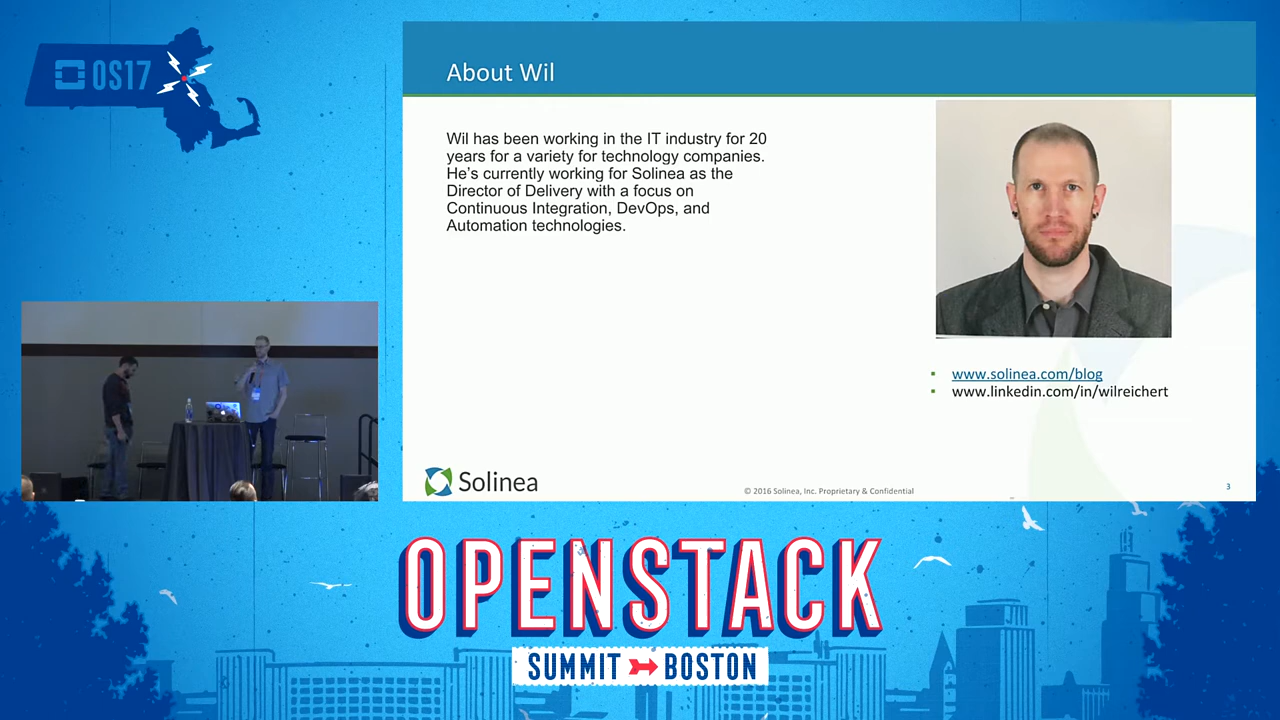 OS17
About Wil
Wil has been working in the IT industry for 20
years for a variety for technology companies.
He's currently working for Solinea as the
Director of Delivery with a focus on
Continuous Integration, DevOps, and
Automation technologies.
www.solinea.com/blog
www.linkedin.com/in/wilreichert
Solinea
© 2016 Solinea, Inc. Proprietary & Confidential
3
OPENSTACK
SUMMIT BOSTON